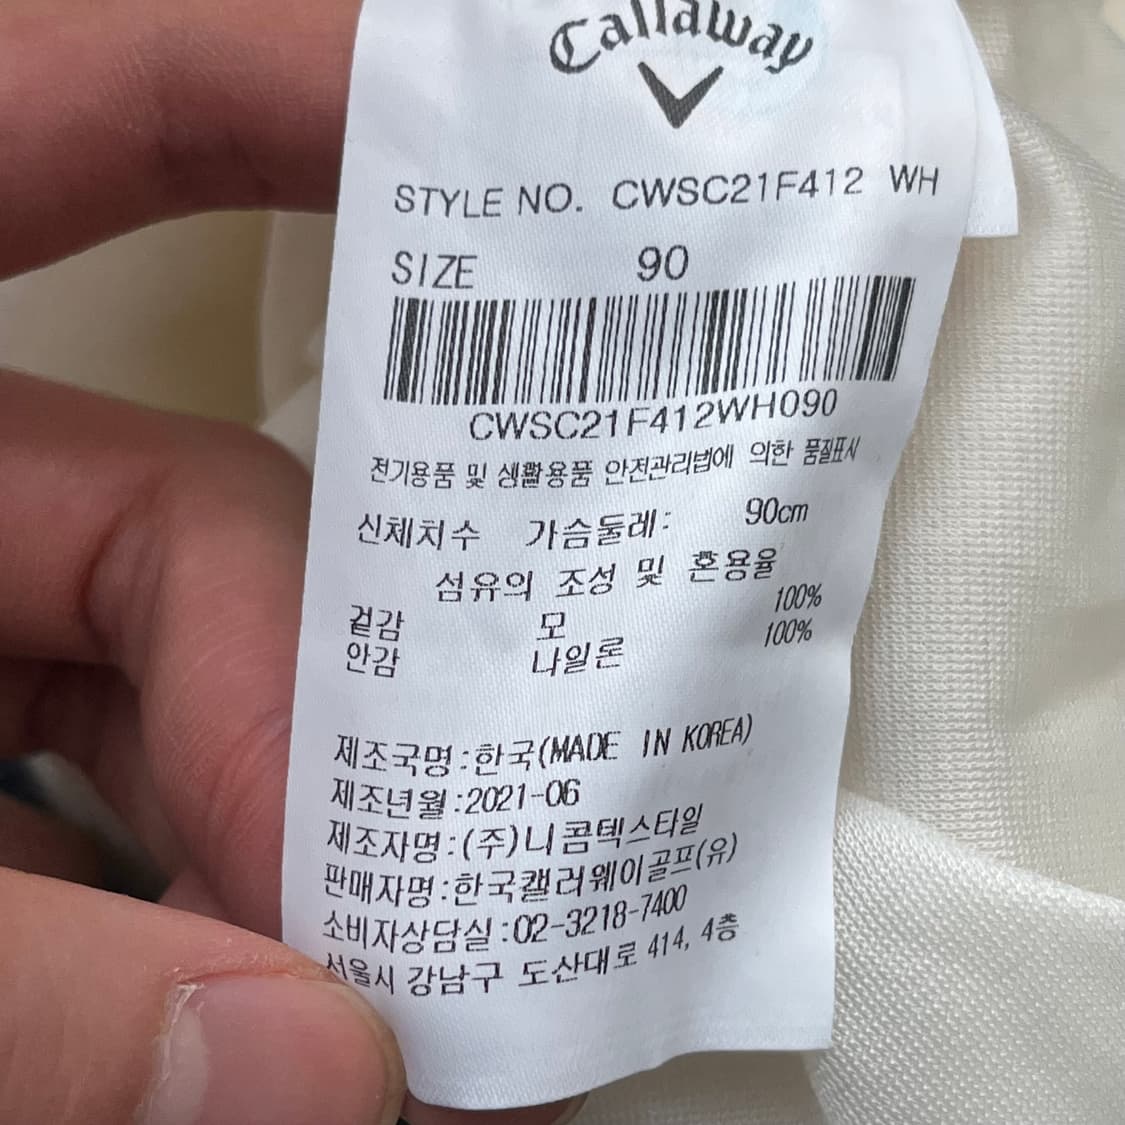 Callaway
STYLE NO. CWSC21F412 WH
SIZE 90
CWSC21F412WH090
전기용품 및 생활용품 안전관리법에 의한 품질표시
신체치수 가슴둘레: 90cm
섬유의 조성 및 혼용율
겉감 모 100%
안감 나일론 100%
제조국명:한국(MADE IN KOREA)
제조년월:2021-06
제조자명:(주)니콤텍스타일
판매자명:한국캘러웨이골프(유)
소비자상담실:02-3218-7400
서울시 강남구 도산대로 414, 4층